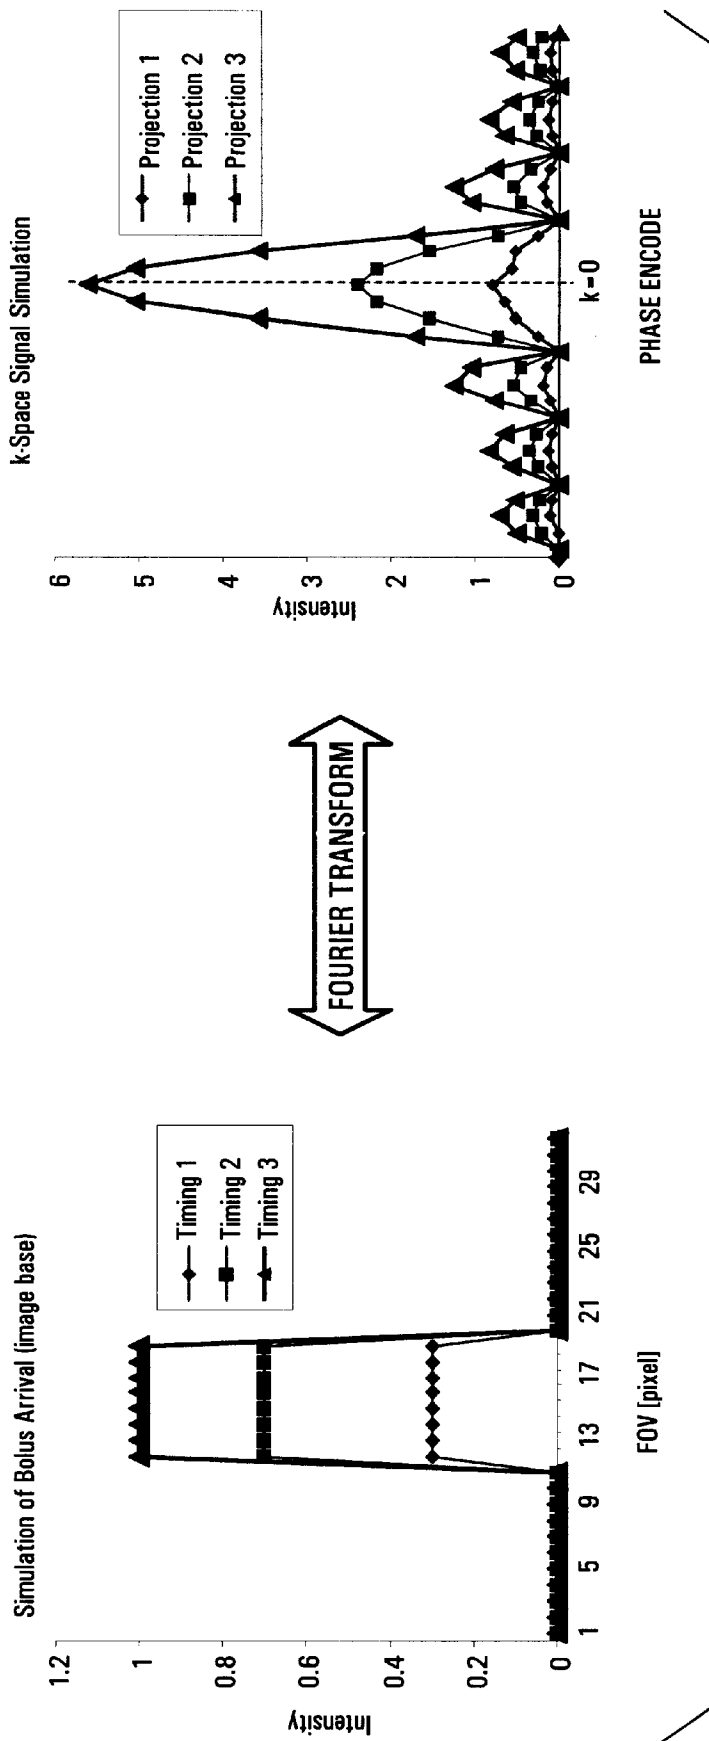 Simulation of Bolus Arrival (image base)
Intensity
1.2
1
0.8
0.6
0.4
0.2
0
1 5 9 13 17 21 25 29
FOV [pixel]
Timing 1
Timing 2
Timing 3
FOURIER TRANSFORM
k-Space Signal Simulation
Intensity
6
5
4
3
2
1
0
k=0
PHASE ENCODE
Projection 1
Projection 2
Projection 3